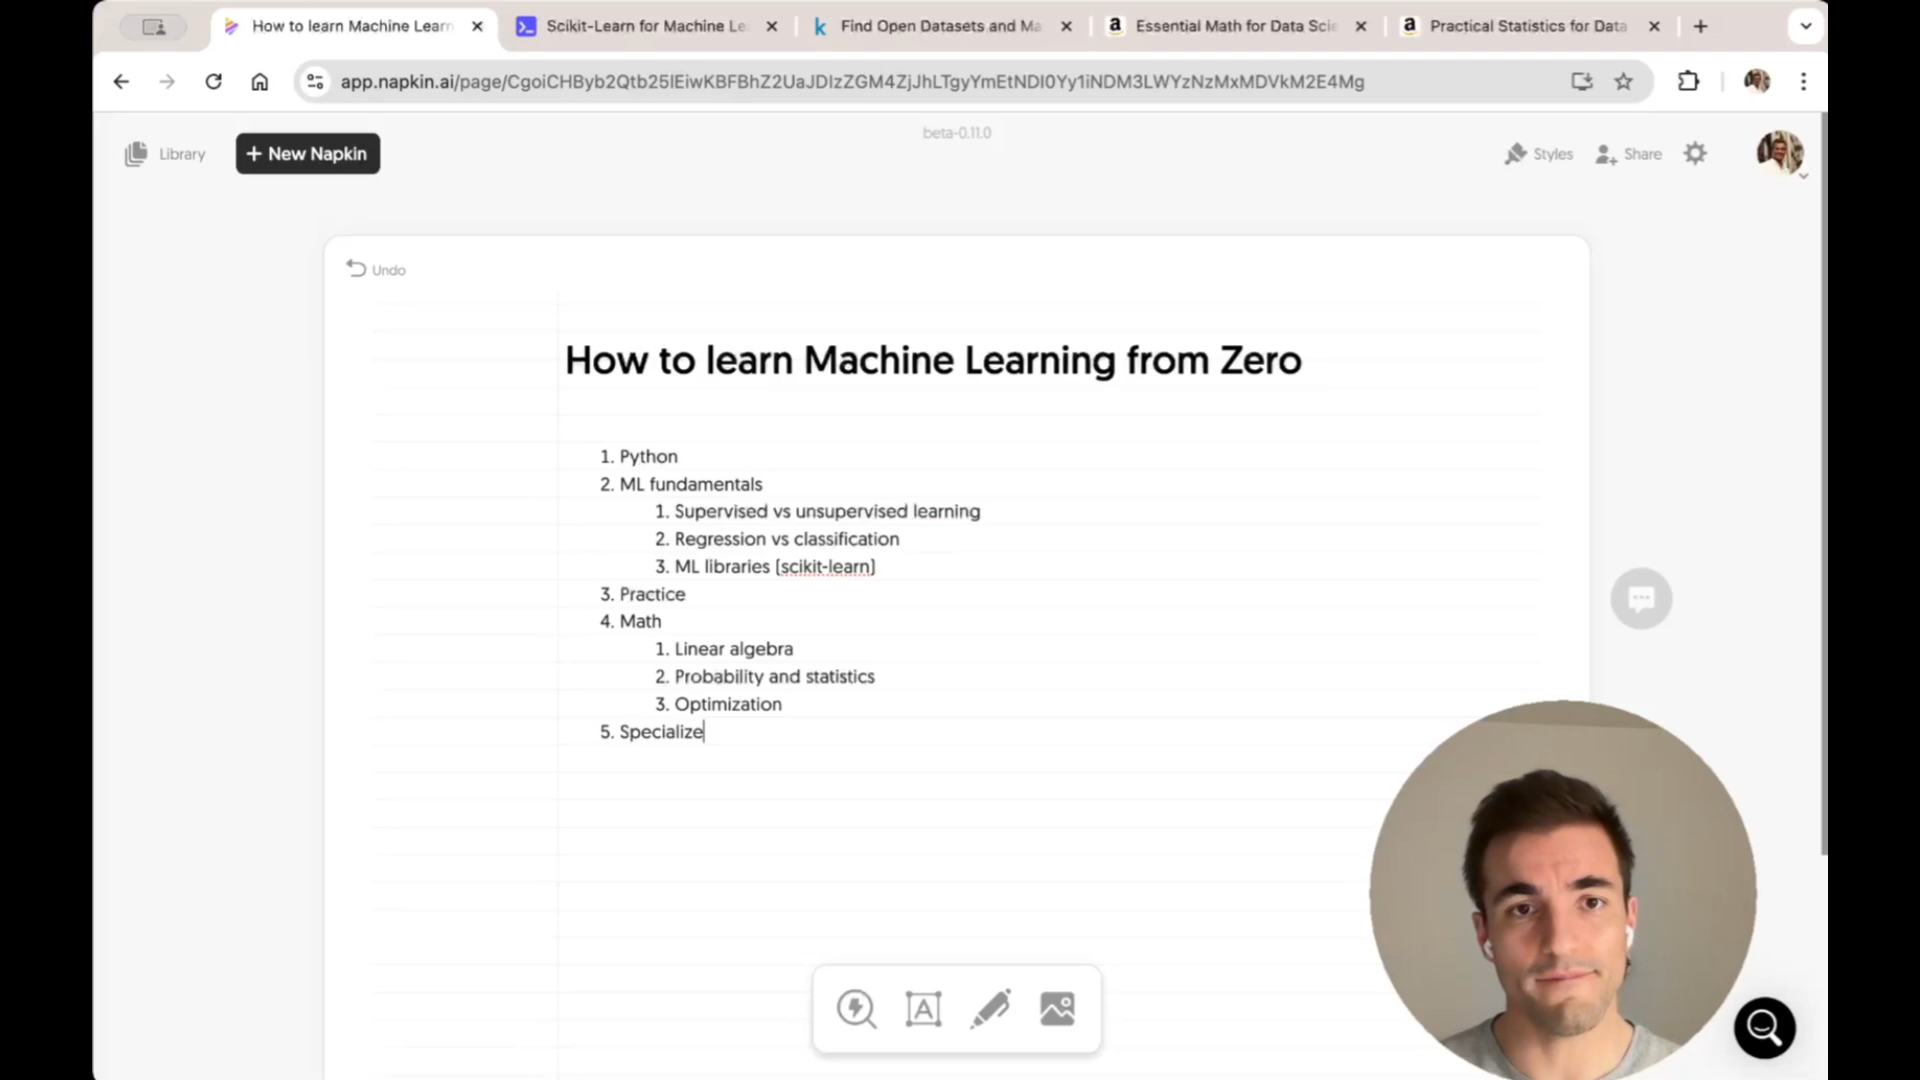 How to learn Machine Learn
Scikit-Learn for Machine Le
Find Open Datasets and Ma
Essential Math for Data Scie
Practical Statistics for Data
app.napkin.ai/page/CgoiCHByb2Qtb25lEiwKBFBhZ2UaJDIzZGM4ZjJhLTgyYmEtNDI0Yy1iNDM3LWYzNzMxMDVkM2E4Mg
beta-0.11.0
Library
+ New Napkin
Styles
Share
Undo
How to learn Machine Learning from Zero
1. Python
2. ML fundamentals
1. Supervised vs unsupervised learning
2. Regression vs classification
3. ML libraries (scikit-learn)
3. Practice
4. Math
1. Linear algebra
2. Probability and statistics
3. Optimization
5. Specialize